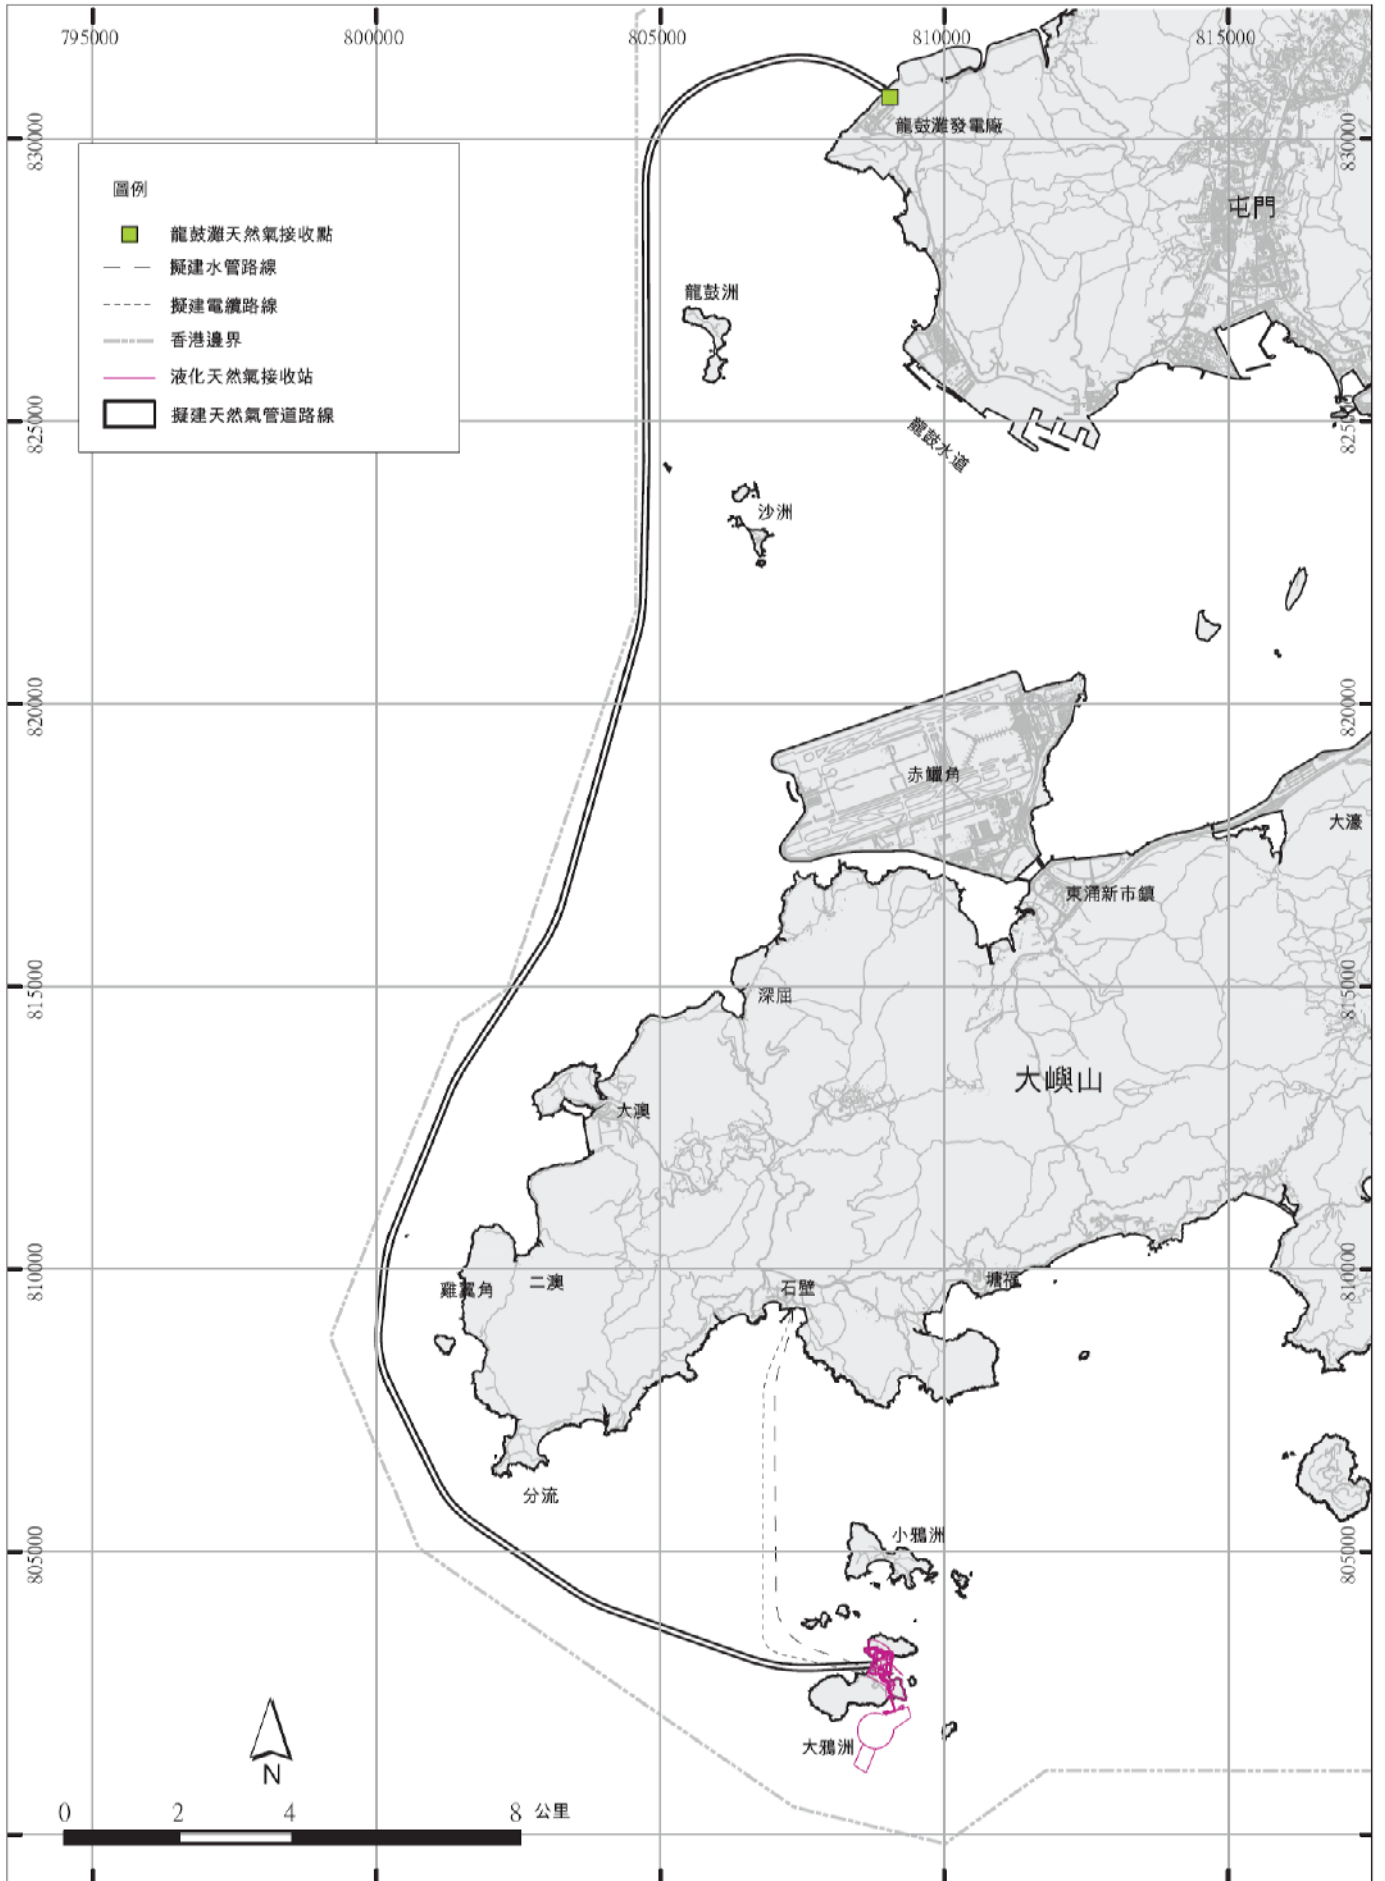 795000 800000 805000 810000 815000
龍鼓灘發電廠
830000 830000
圖例
龍鼓灘天然氣接收點
擬建水管路線
擬建電纜路線
香港邊界
液化天然氣接收站
擬建天然氣管道路線
屯門
龍鼓洲
825000
龍鼓水道
沙洲
820000 820000
赤鱲角
大濠
東涌新市鎮
815000 815000
深屈
大嶼山
大澳
810000 810000
雞翼角
二澳
石壁
塘福
分流
805000 805000
小鴉洲
大鴉洲
N
0 2 4 8 公里